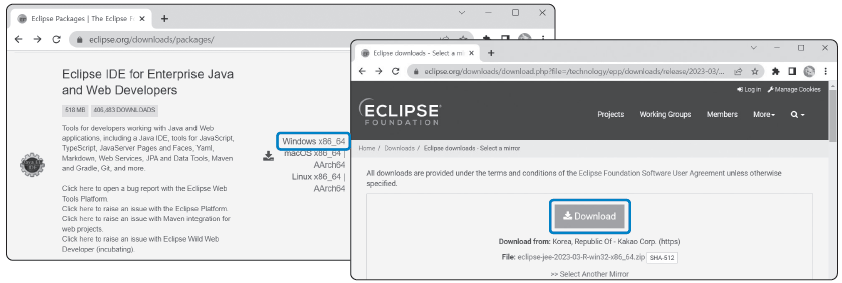 Eclipse Packages | The Eclipse F
eclipse.org/downloads/packages/
Eclipse IDE for Enterprise Java
and Web Developers
518 MB 406,483 DOWNLOADS
Tools for developers working with Java and Web
applications, including a Java IDE, tools for JavaScript,
TypeScript, JavaServer Pages and Faces, Yaml,
Markdown, Web Services, JPA and Data Tools, Maven
and Gradle, Git, and more.
Click here to open a bug report with the Eclipse Web
Tools Platform.
Click here to raise an issue with the Eclipse Platform.
Click here to raise an issue with Maven integration for
web projects.
Click here to raise an issue with Eclipse Wild Web
Developer (incubating).
Windows x86_64
macOS x86_64 |
AArch64
Linux x86_64 |
AArch64
Eclipse downloads - Select a mi
eclipse.org/downloads/download.php?file=/technology/epp/downloads/release/2023-03/...
Log in Manage Cookies
ECLIPSE
FOUNDATION
Projects Working Groups Members More
Home / Downloads / Eclipse downloads - Select a mirror
All downloads are provided under the terms and conditions of the Eclipse Foundation Software User Agreement unless otherwise
specified.
Download
Download from: Korea, Republic Of - Kakao Corp. (https)
File: eclipse-jee-2023-03-R-win32-x86_64.zip SHA-512
>> Select Another Mirror